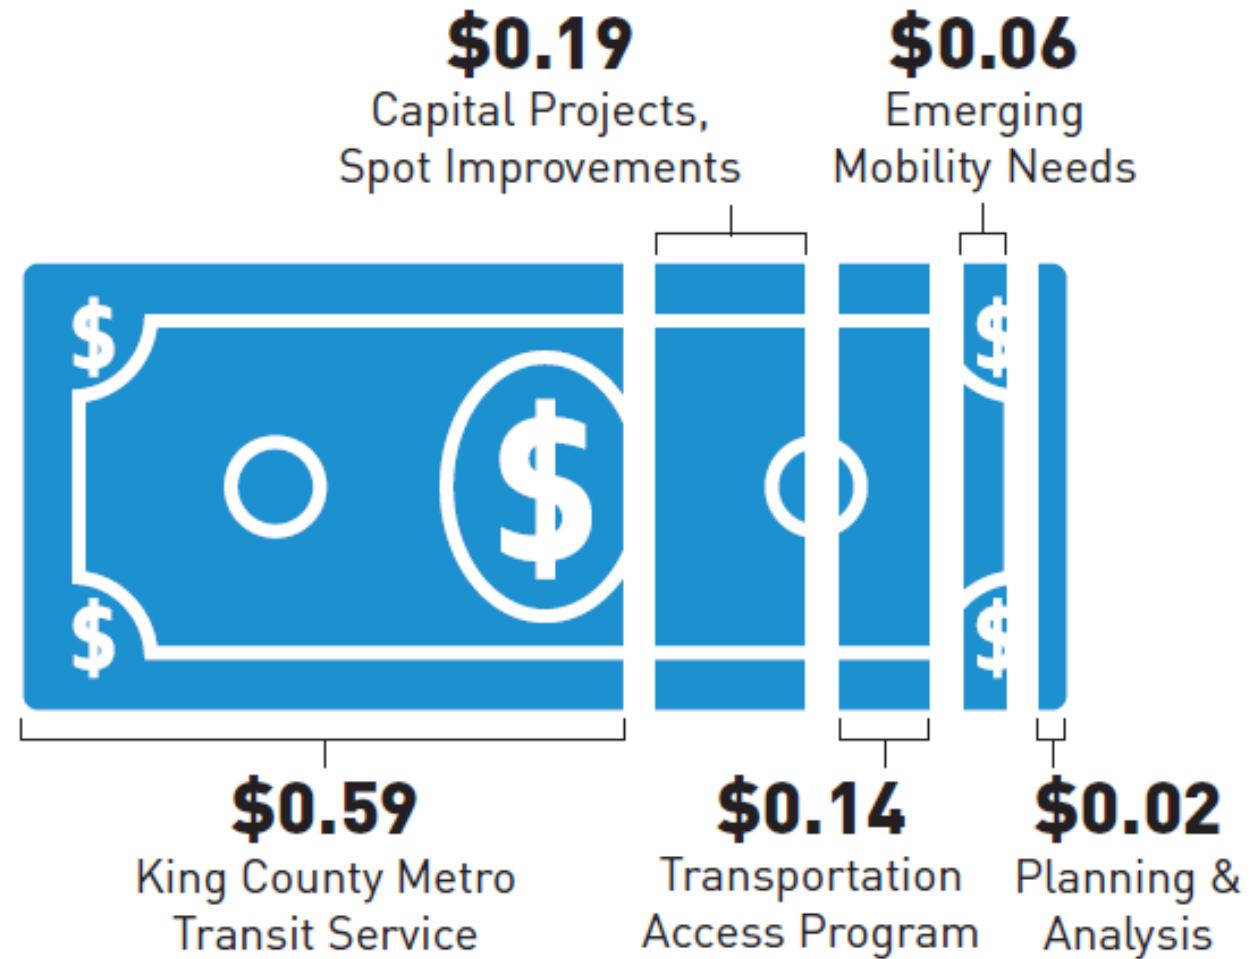 $0.19
Capital Projects,
Spot Improvements
$0.06
Emerging
Mobility Needs
$
$
$
$
$
$0.59
King County Metro
Transit Service
$0.14
Transportation
Access Program
$0.02
Planning &
Analysis